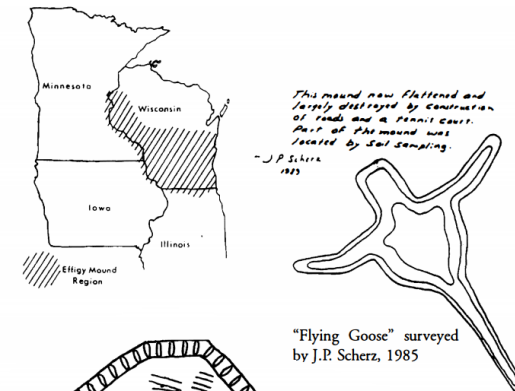 Minnesota
Wisconsin
Iowa
Illinois
Effigy Mound
Region
This mound now flattened and
largely destroyed by construction
of roads and a tennis court.
Part of the mound was
located by soil sampling.
- J P Scherz
1985
"Flying Goose" surveyed
by J.P. Scherz, 1985